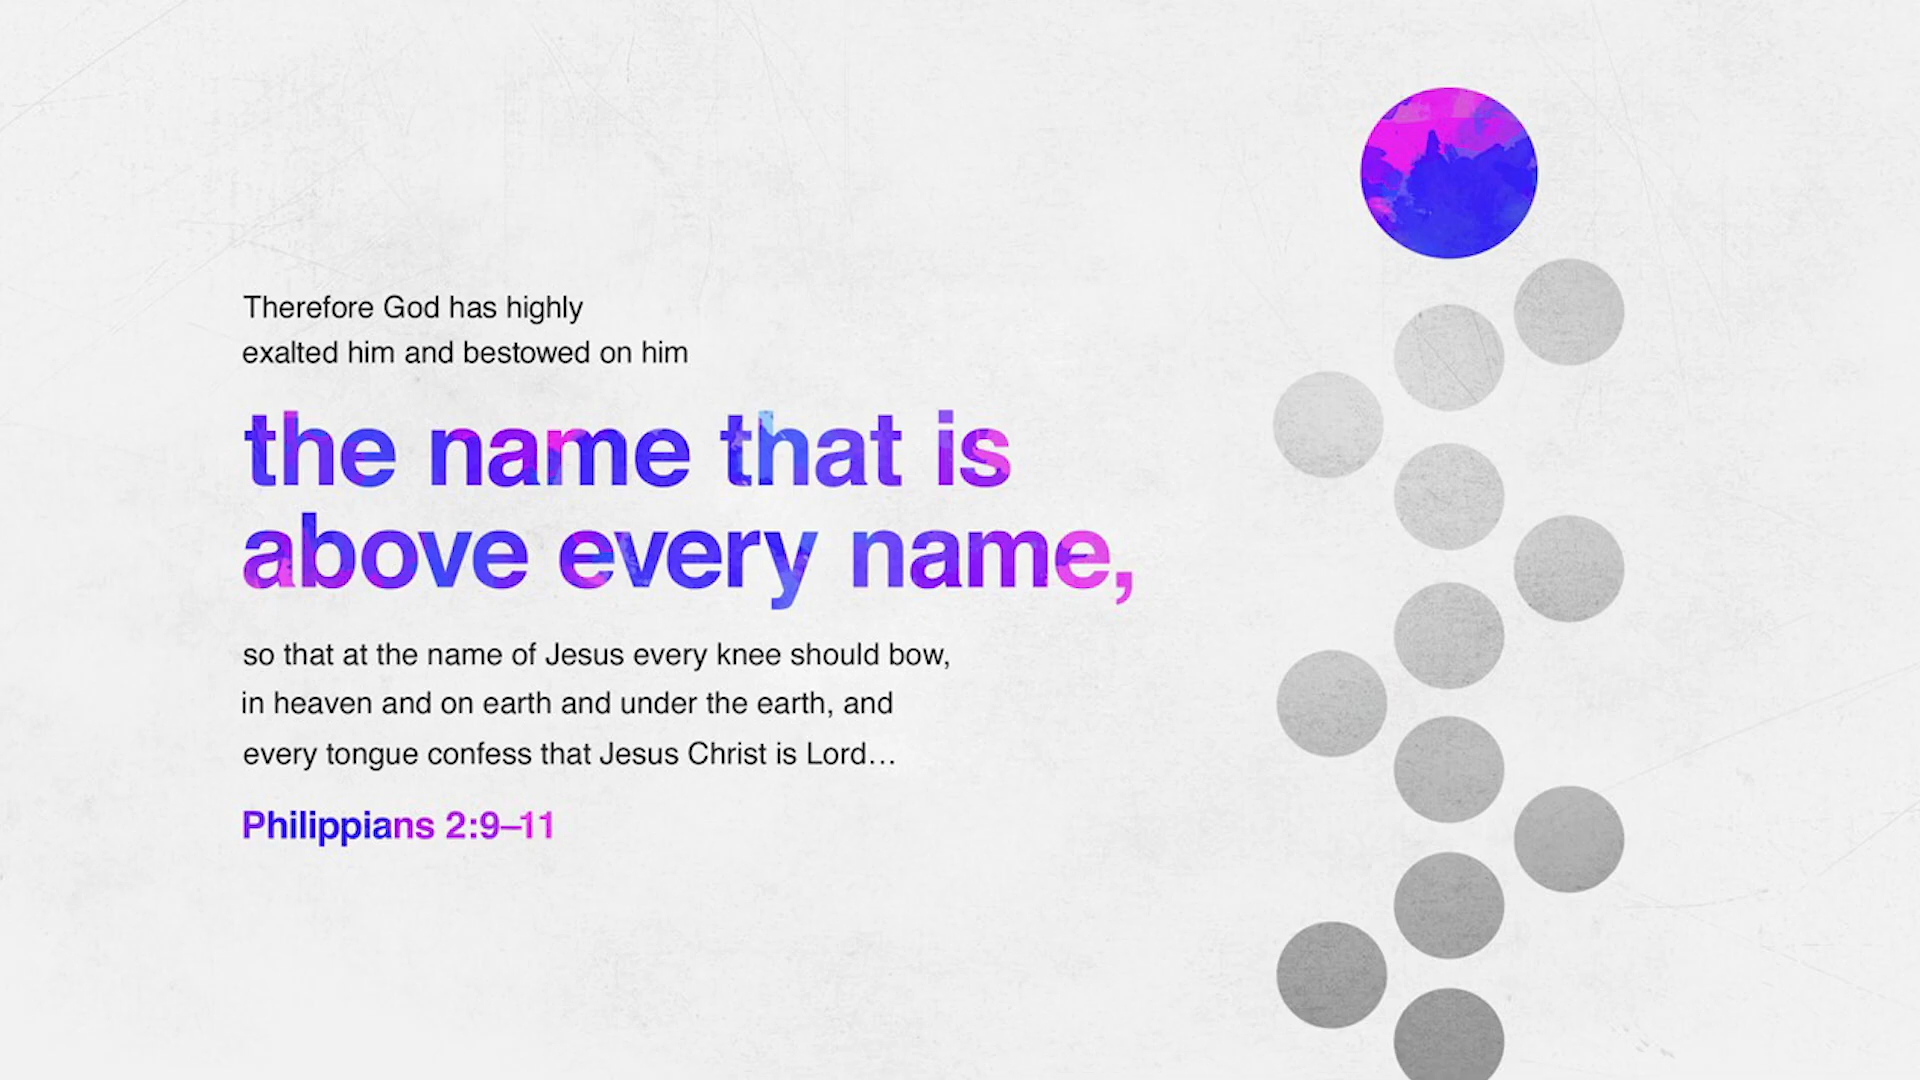 Therefore God has highly
exalted him and bestowed on him
the name that is
above every name,
so that at the name of Jesus every knee should bow,
in heaven and on earth and under the earth, and
every tongue confess that Jesus Christ is Lord…
Philippians 2:9–11